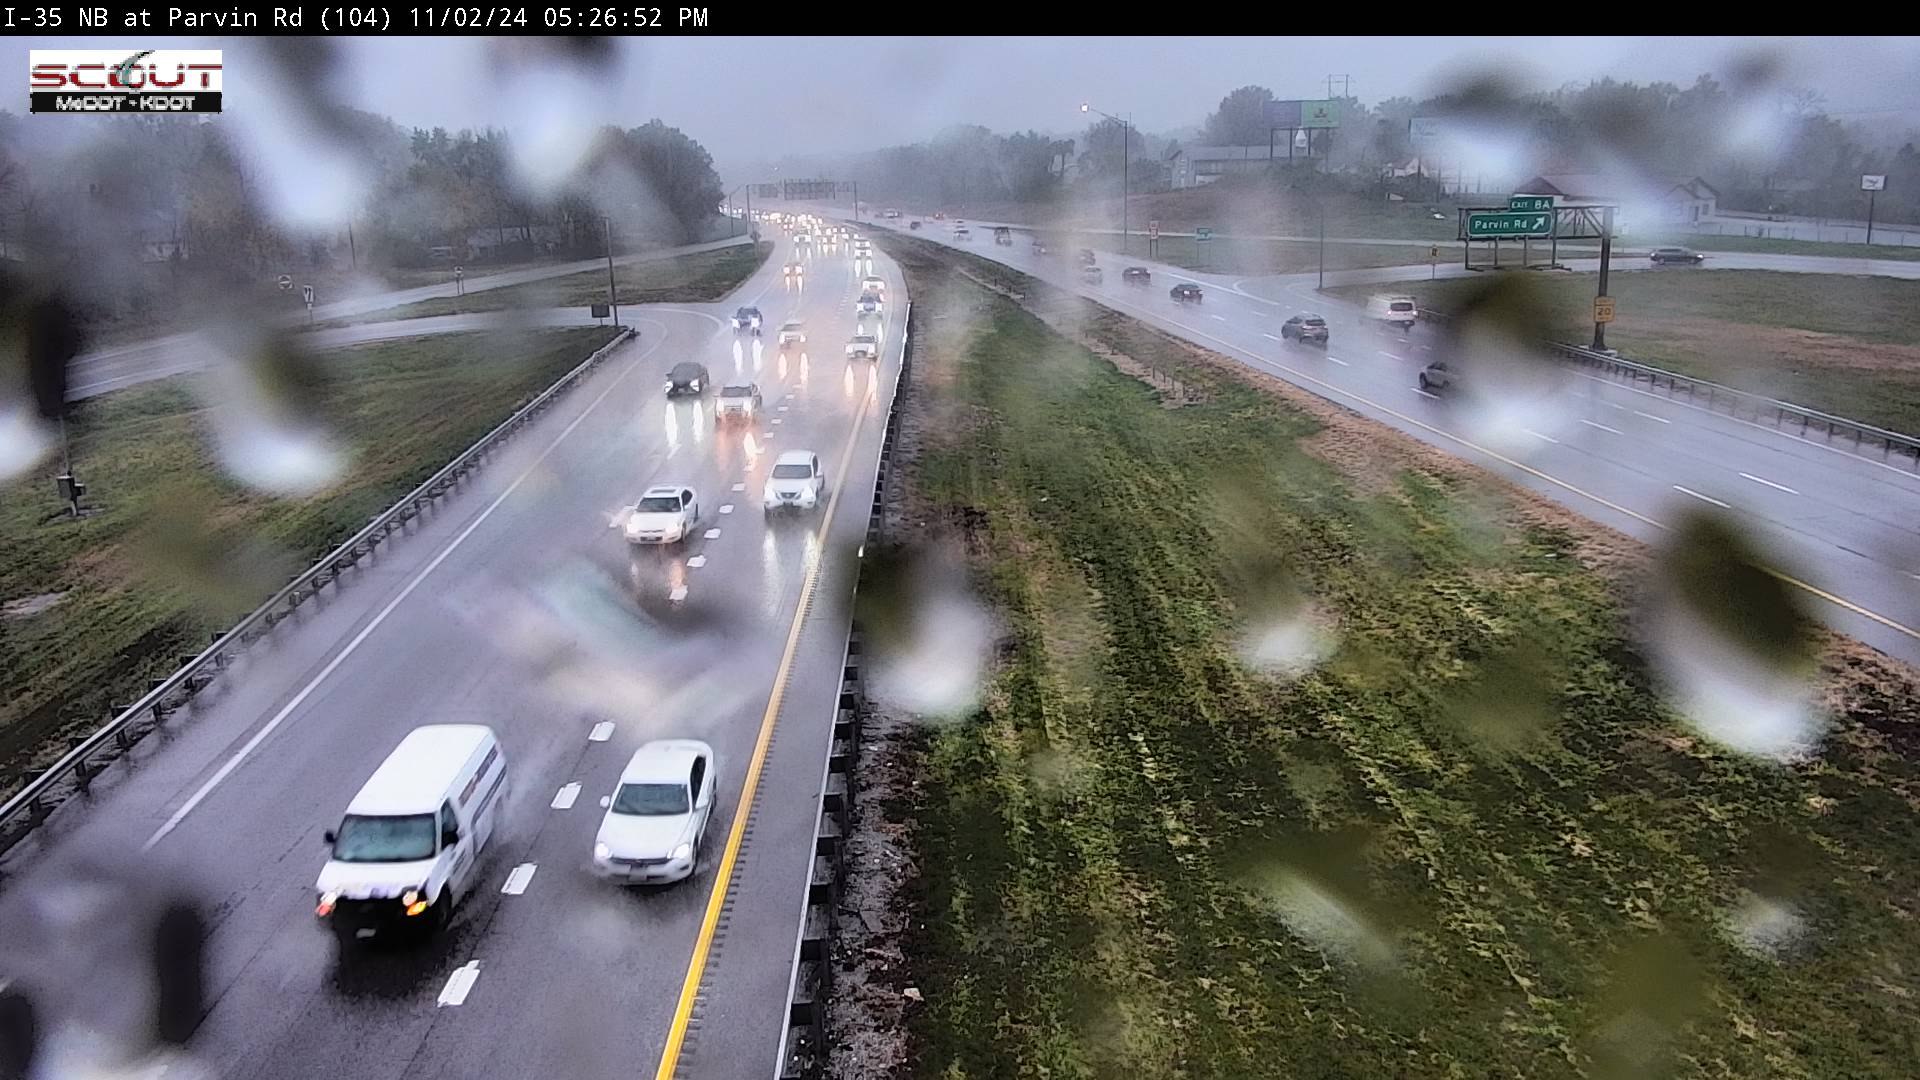 I-35 NB at Parvin Rd (104) 11/02/24 05:26:52 PM
SCOUT
MoDOT - KDOT
EXIT 8A
Parvin Rd
20